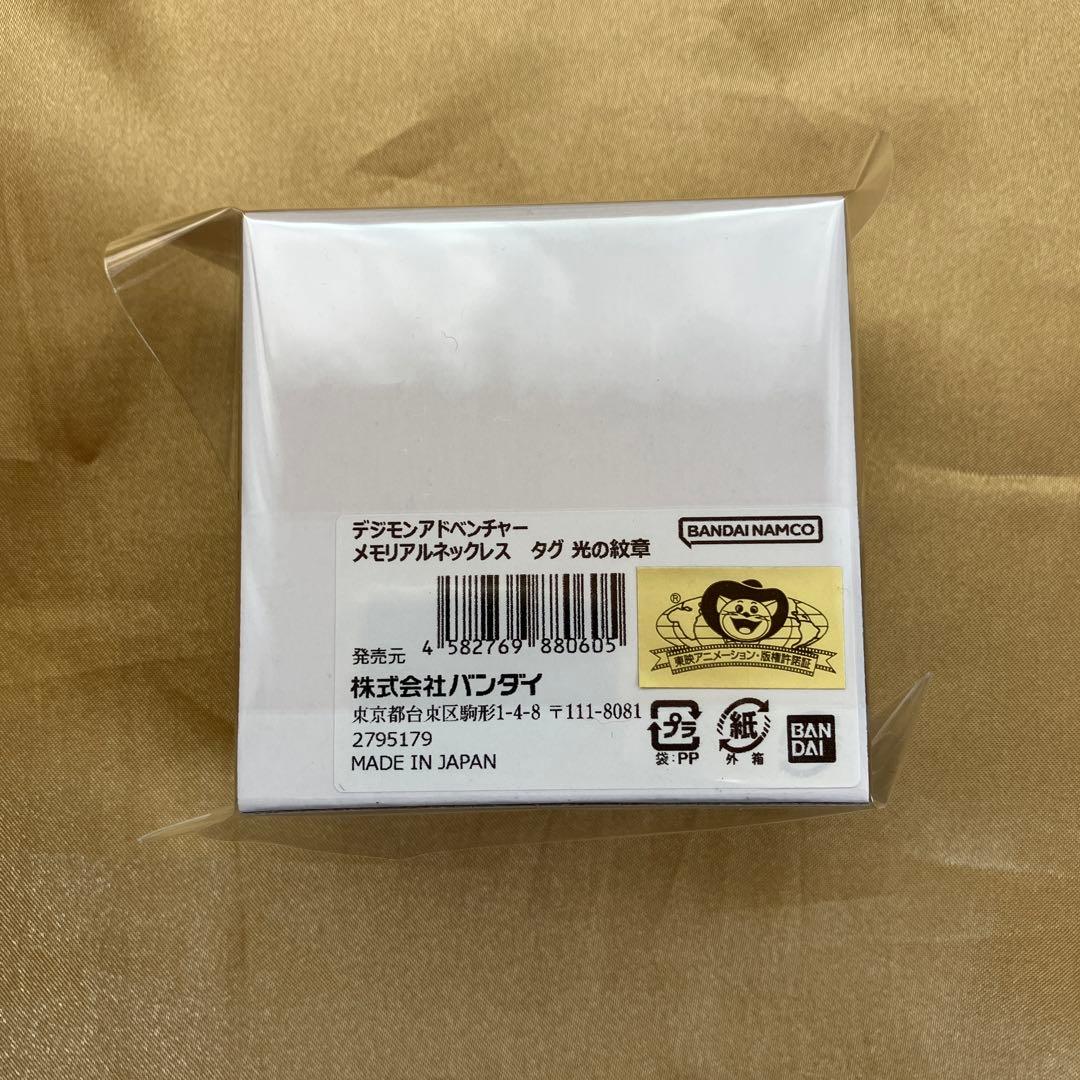 デジモンアドベンチャー
メモリアルネックレス　タグ 光の紋章
BANDAI NAMCO
4 582769 880605
®
東映アニメーション・版権許諾証
発売元
株式会社バンダイ
東京都台東区駒形1-4-8 〒111-8081
2795179
MADE IN JAPAN
プラ
袋:PP
紙
外 箱
BAN
DAI